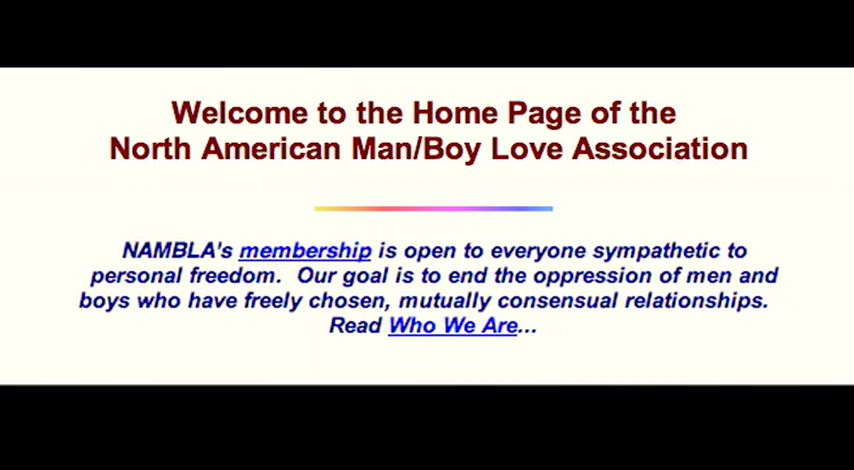 Welcome to the Home Page of the
North American Man/Boy Love Association
NAMBLA's membership is open to everyone sympathetic to
personal freedom. Our goal is to end the oppression of men and
boys who have freely chosen, mutually consensual relationships.
Read Who We Are...